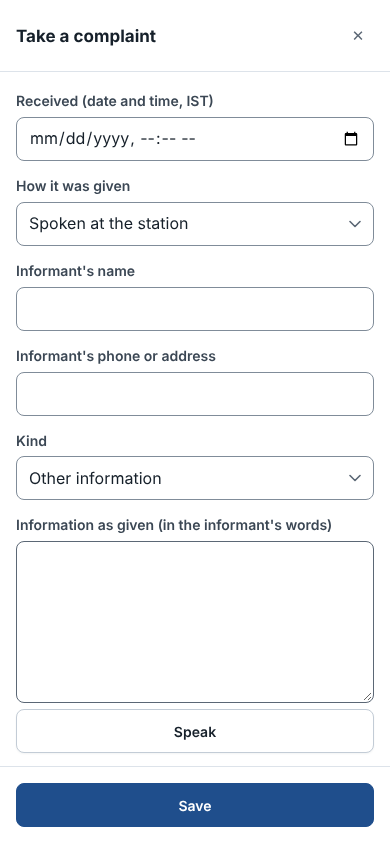 Take a complaint
×
Received (date and time, IST)
mm/dd/yyyy, --:-- --
How it was given
Spoken at the station
Informant's name
Informant's phone or address
Kind
Other information
Information as given (in the informant's words)
Speak
Save